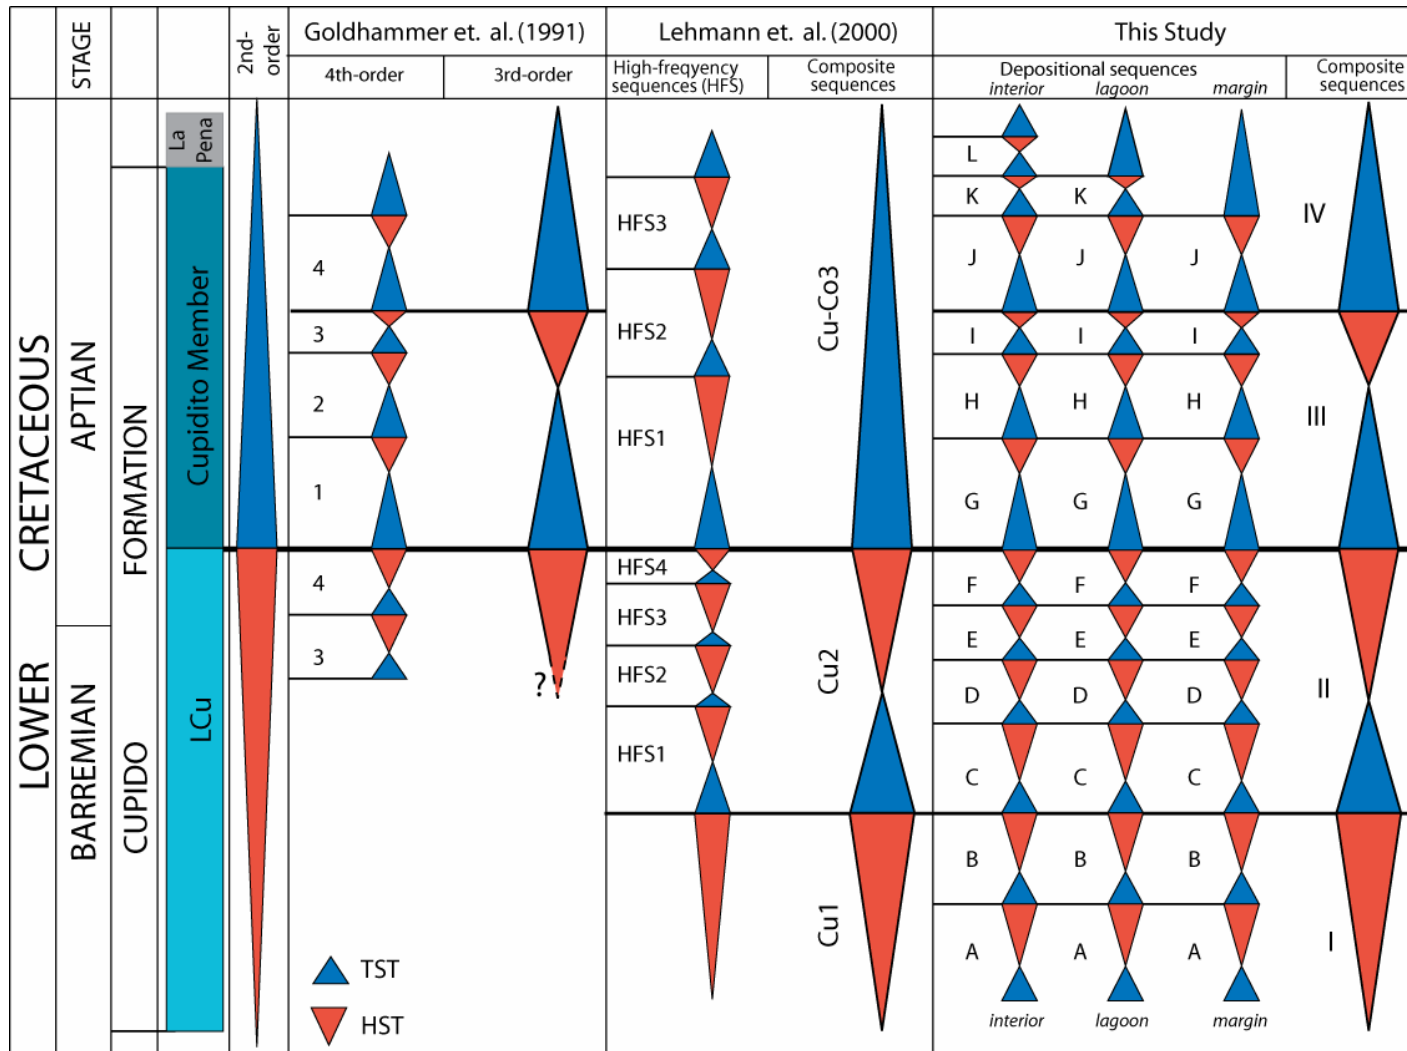 STAGE
2nd-
order
Goldhammer et. al. (1991)
Lehmann et. al. (2000)
This Study
4th-order
3rd-order
High-freqyency
sequences (HFS)
Composite
sequences
Depositional sequences
interior
lagoon
margin
Composite
sequences
LOWER CRETACEOUS
BARREMIAN
APTIAN
CUPIDO FORMATION
La
Pena
Cupidito Member
LCu
4
3
2
1
4
3
?
HFS3
HFS2
HFS1
HFS4
HFS3
HFS2
HFS1
Cu-Co3
Cu2
Cu1
L
K K
J J J
I I I
H H H
G G G
F F F
E E E
D D D
C C C
B B B
A A A
interior
lagoon
margin
IV
III
II
I
TST
HST